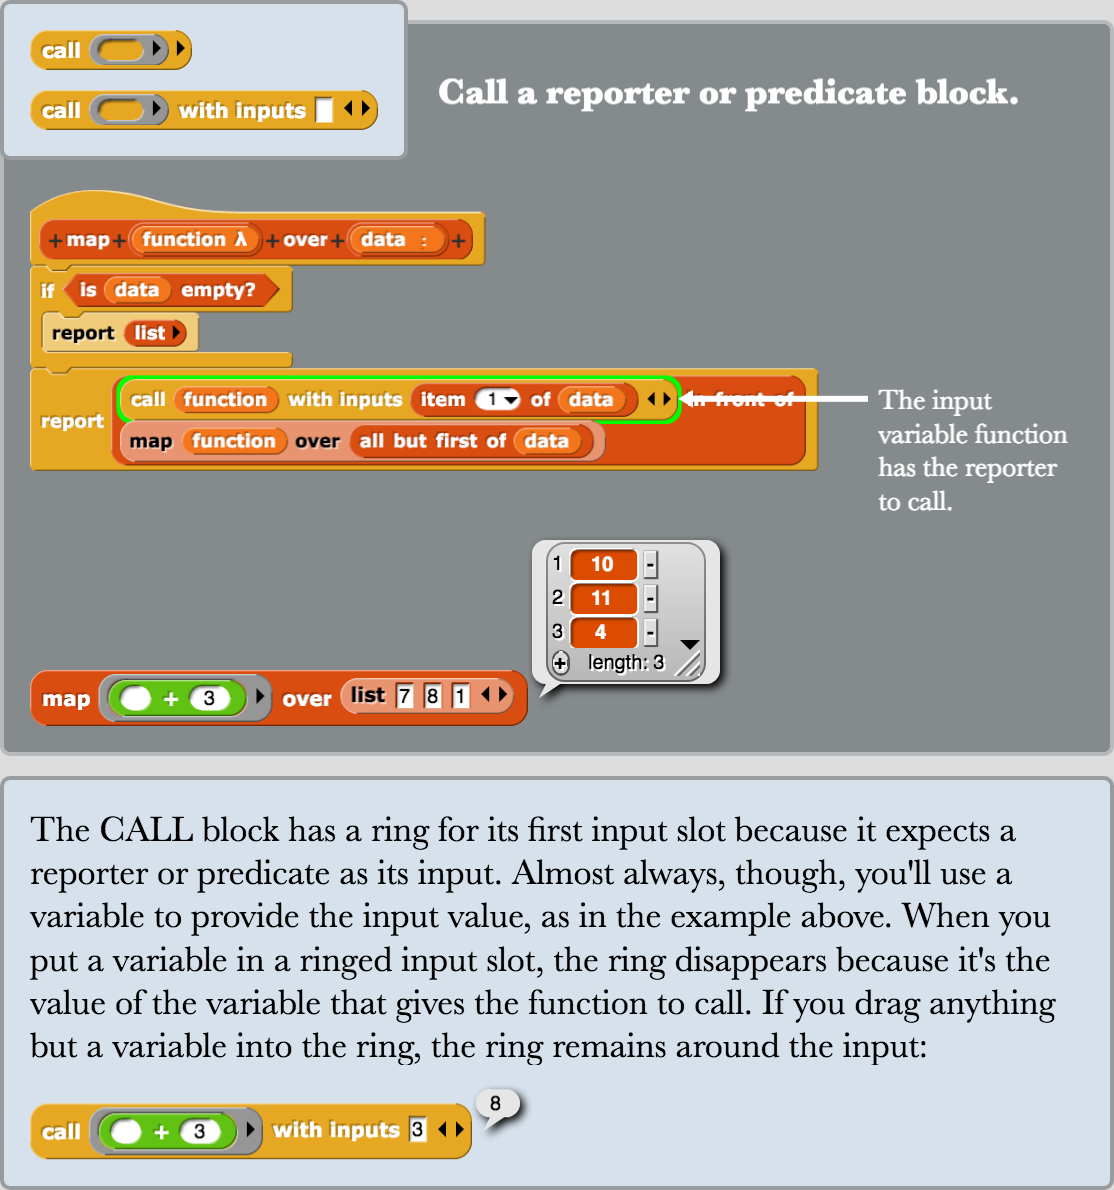 call
call with inputs
Call a reporter or predicate block.
+map+ function λ +over+ data : +
if is data empty?
report list
report call function with inputs item 1 of data in front of
map function over all but first of data
The input
variable function
has the reporter
to call.
1 10 -
2 11 -
3 4 -
+ length: 3
map + 3 over list 7 8 1
The CALL block has a ring for its first input slot because it expects a
reporter or predicate as its input. Almost always, though, you'll use a
variable to provide the input value, as in the example above. When you
put a variable in a ringed input slot, the ring disappears because it's the
value of the variable that gives the function to call. If you drag anything
but a variable into the ring, the ring remains around the input:
call + 3 with inputs 3
8